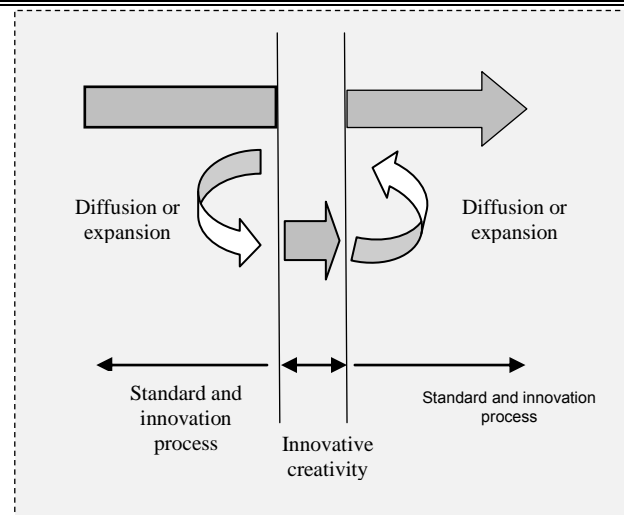 Diffusion or
expansion
Diffusion or
expansion
Standard and
innovation
process
Innovative
creativity
Standard and innovation
process